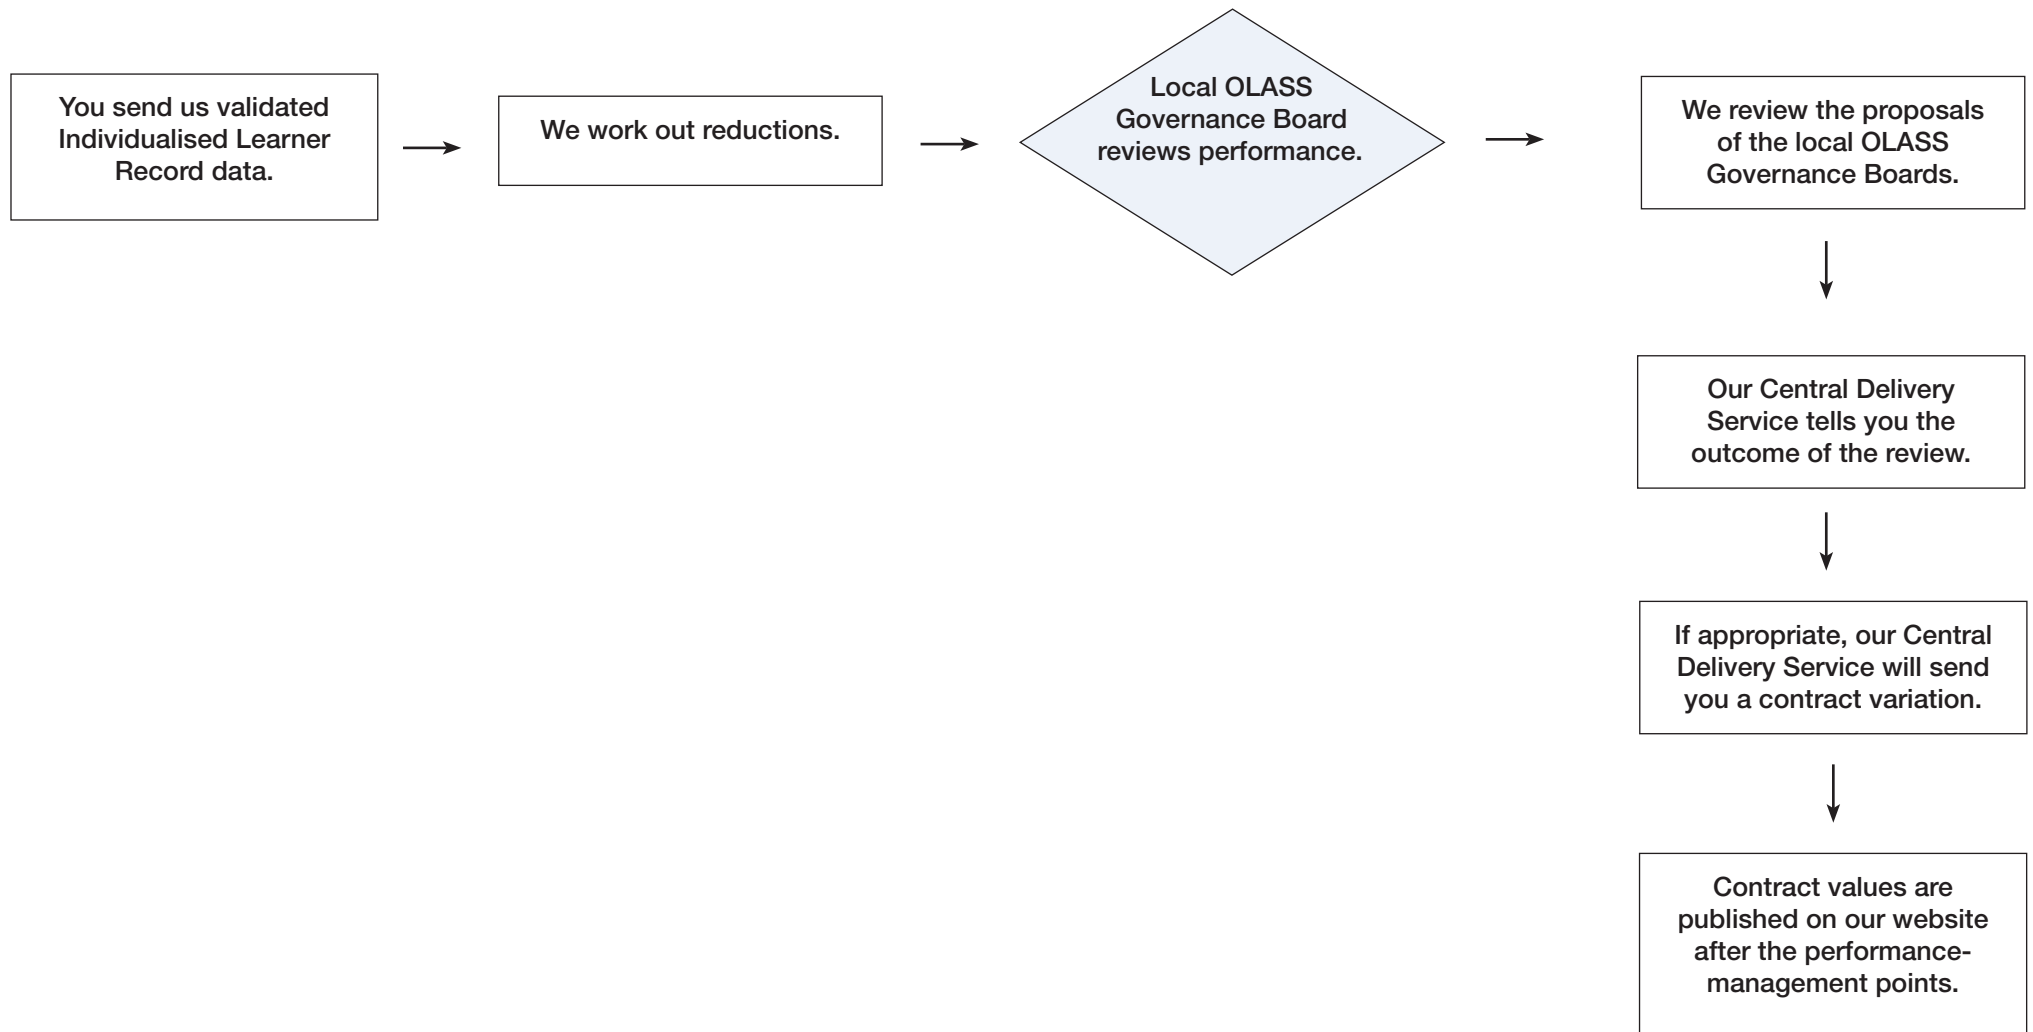 You send us validated
Individualised Learner
Record data.
We work out reductions.
Local OLASS
Governance Board
reviews performance.
We review the proposals
of the local OLASS
Governance Boards.
Our Central Delivery
Service tells you the
outcome of the review.
If appropriate, our Central
Delivery Service will send
you a contract variation.
Contract values are
published on our website
after the performance-
management points.